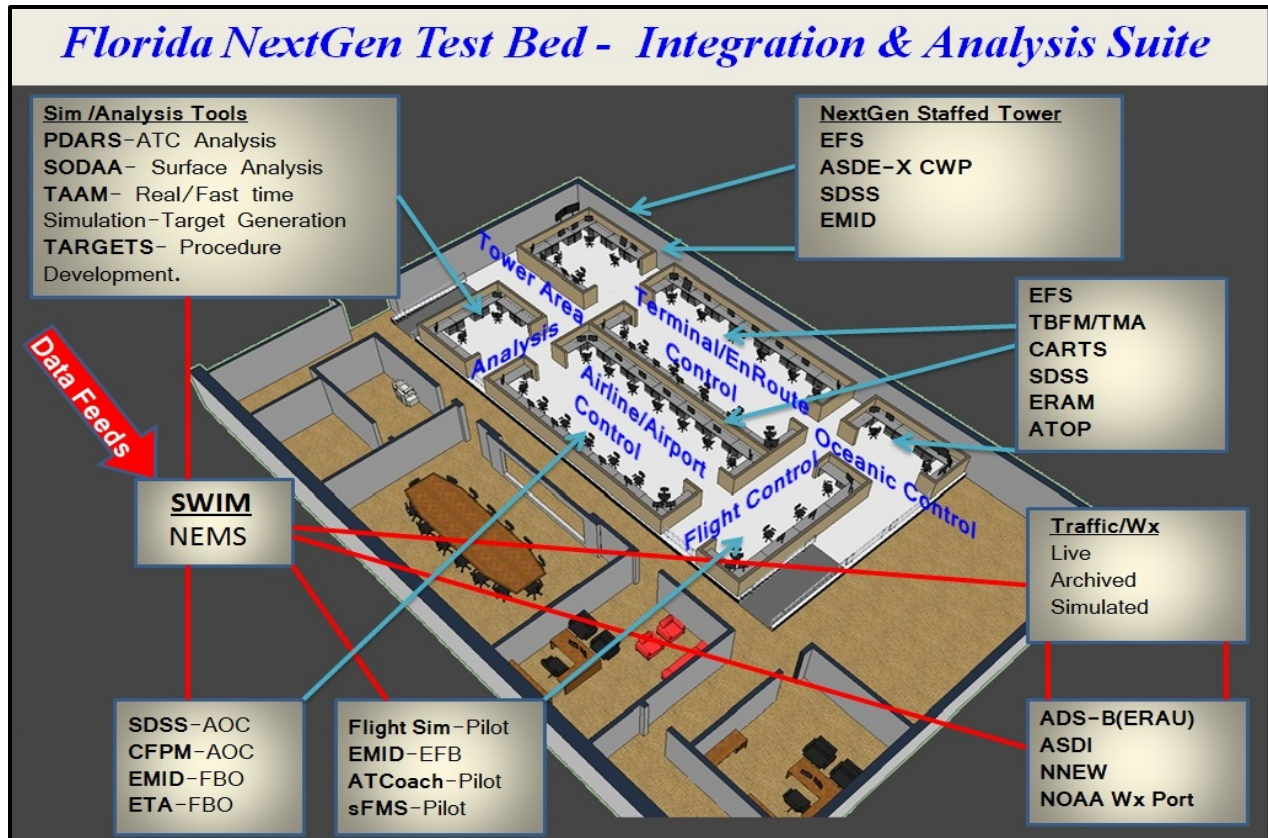 Florida NextGen Test Bed - Integration & Analysis Suite
Sim /Analysis Tools
PDARS-ATC Analysis
SODAA- Surface Analysis
TAAM- Real/Fast time
Simulation-Target Generation
TARGETS- Procedure
Development.
NextGen Staffed Tower
EFS
ASDE-X CWP
SDSS
EMID
EFS
TBFM/TMA
CARTS
SDSS
ERAM
ATOP
Tower Area
Analysis
Terminal/EnRoute
Control
Airline/Airport
Control
Flight Control
Oceanic Control
Data Feeds
SWIM
NEMS
Traffic/Wx
Live
Archived
Simulated
SDSS-AOC
CFPM-AOC
EMID-FBO
ETA-FBO
Flight Sim-Pilot
EMID-EFB
ATCoach-Pilot
sFMS-Pilot
ADS-B(ERAU)
ASDI
NNEW
NOAA Wx Port